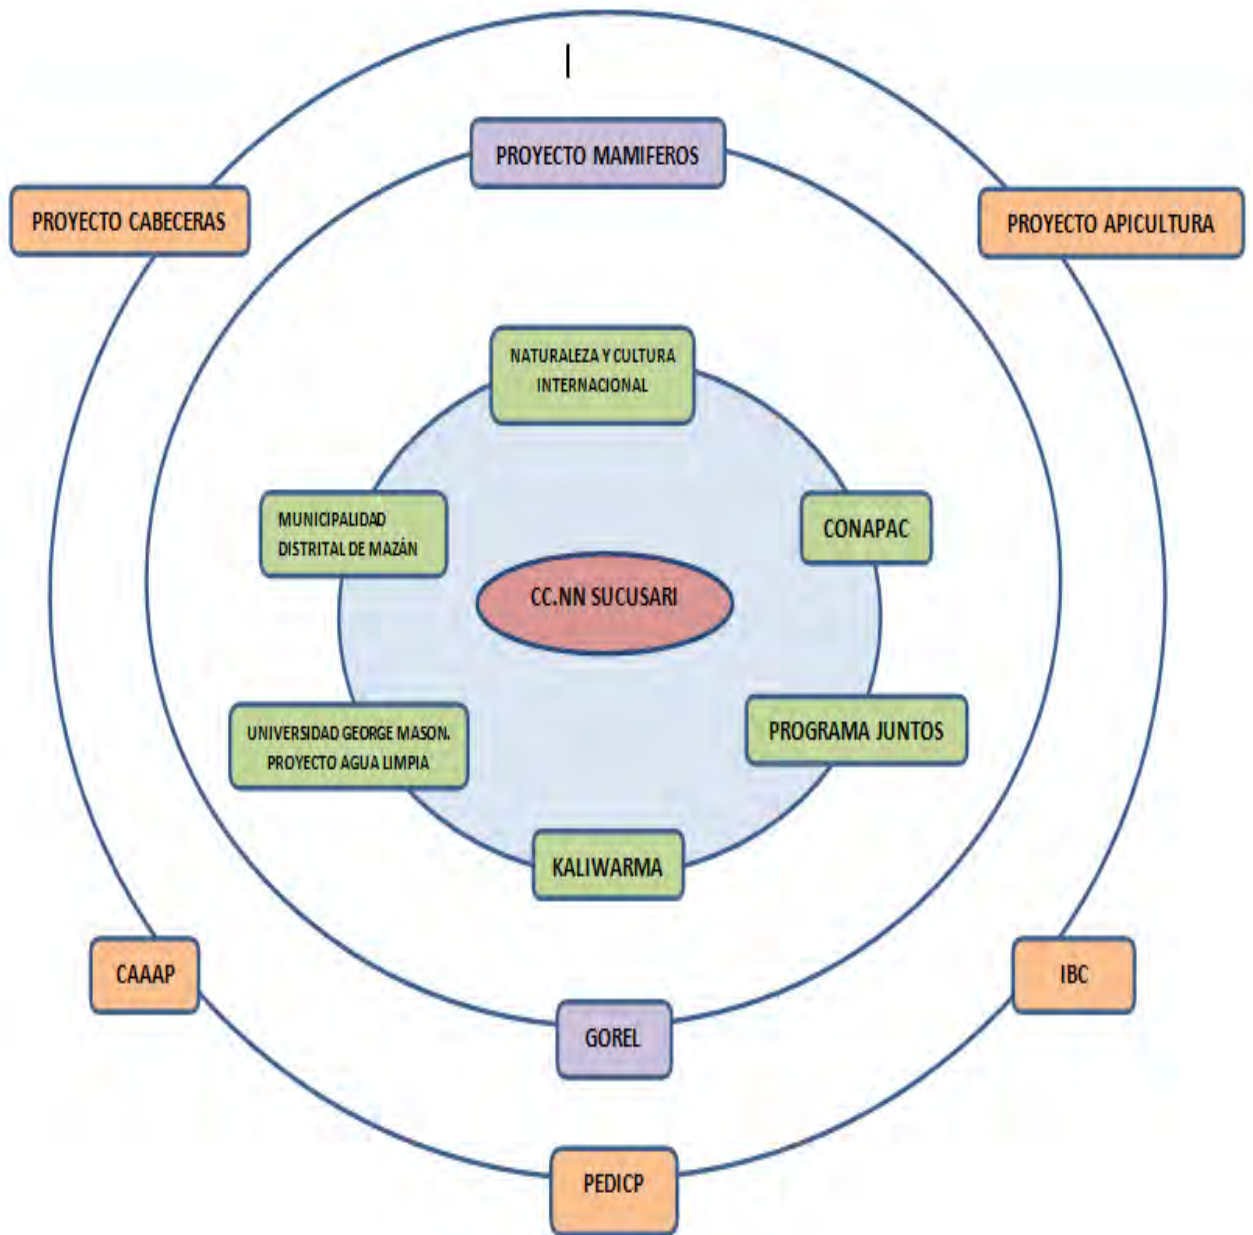 PROYECTO MAMIFEROS
PROYECTO CABECERAS
PROYECTO APICULTURA
NATURALEZA Y CULTURA
INTERNACIONAL
MUNICIPALIDAD
DISTRITAL DE MAZÁN
CONAPAC
CC.NN SUCUSARI
UNIVERSIDAD GEORGE MASON.
PROYECTO AGUA LIMPIA
PROGRAMA JUNTOS
KALIWARMA
CAAAP
IBC
GOREL
PEDICP